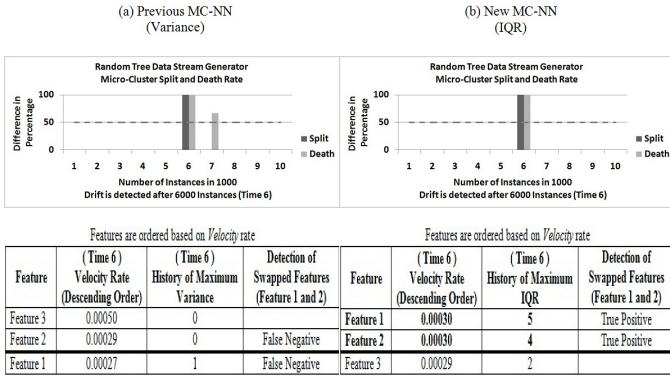 (a) Previous MC-NN
(Variance)
(b) New MC-NN
(IQR)
Random Tree Data Stream Generator
Micro-Cluster Split and Death Rate
Difference in
Percentage
100
50
0
1 2 3 4 5 6 7 8 9 10
Split
Death
Number of Instances in 1000
Drift is detected after 6000 Instances (Time 6)
Random Tree Data Stream Generator
Micro-Cluster Split and Death Rate
Difference in
Percentage
100
50
0
1 2 3 4 5 6 7 8 9 10
Split
Death
Number of Instances in 1000
Drift is detected after 6000 Instances (Time 6)
Features are ordered based on Velocity rate
Feature
( Time 6 )
Velocity Rate
(Descending Order)
( Time 6 )
History of Maximum
Variance
Detection of
Swapped Features
(Feature 1 and 2)
Feature 3 0.00050 0
Feature 2 0.00029 0 False Negative
Feature 1 0.00027 1 False Negative
Features are ordered based on Velocity rate
Feature
( Time 6 )
Velocity Rate
(Descending Order)
( Time 6 )
History of Maximum
IQR
Detection of
Swapped Features
(Feature 1 and 2)
Feature 1 0.00030 5 True Positive
Feature 2 0.00030 4 True Positive
Feature 3 0.00029 2